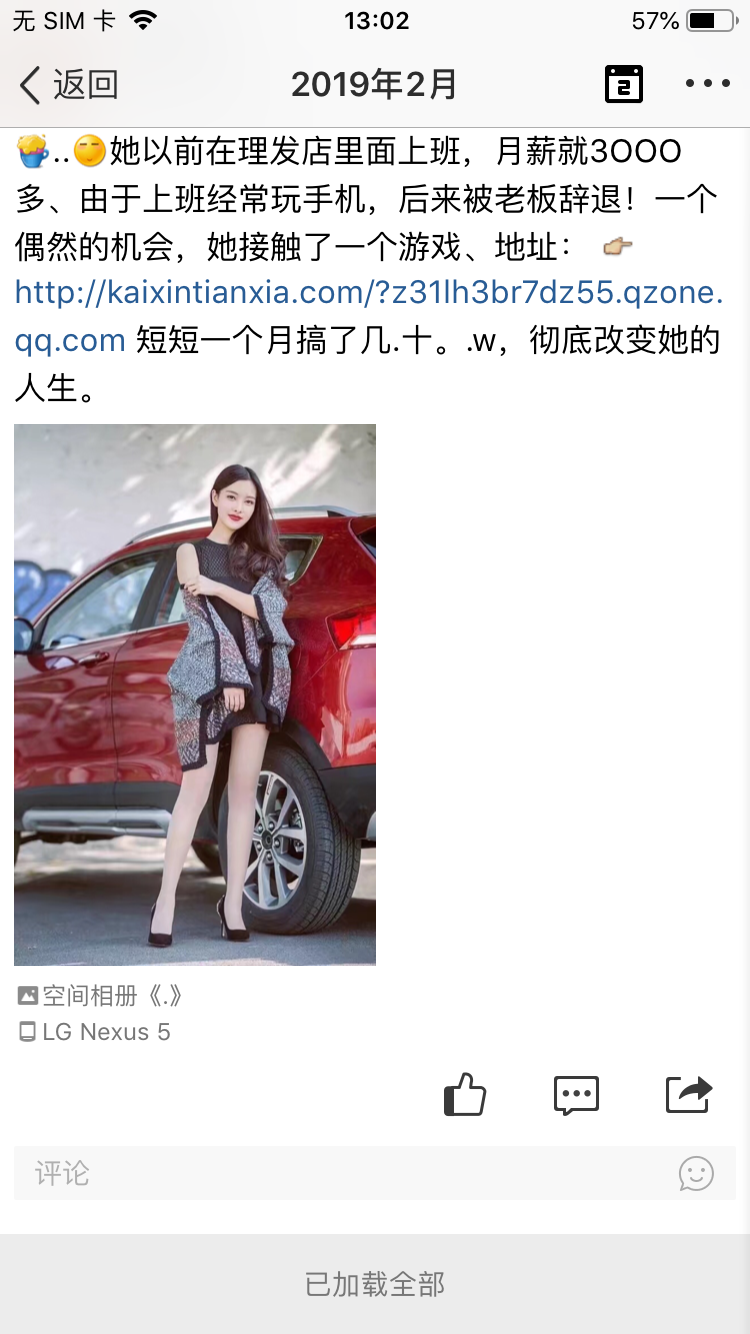 无 SIM 卡 13:02 57%
返回 2019年2月 2
..她以前在理发店里面上班，月薪就3OOO
多、由于上班经常玩手机，后来被老板辞退！一个
偶然的机会，她接触了一个游戏、地址：
http://kaixintianxia.com/?z31lh3br7dz55.qzone.
qq.com 短短一个月搞了几.十。.w，彻底改变她的
人生。
空间相册《.》
LG Nexus 5
评论
已加载全部